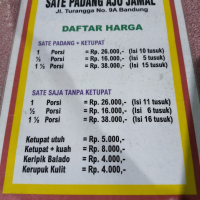 SATE PADANG AJO JAMAL
Jl. Turangga No. 9A Bandung
DAFTAR HARGA
SATE PADANG + KETUPAT
1 Porsi = Rp. 26.000,- (Isi 10 tusuk)
½ Porsi = Rp. 16.000,- (Isi 5 tusuk)
1 ½ Porsi = Rp. 38.000,- (Isi 15 tusuk)
SATE SAJA TANPA KETUPAT
1 Porsi = Rp. 26.000,- (Isi 11 tusuk)
½ Porsi = Rp. 16.000,- (Isi 6 tusuk)
1 ½ Porsi = Rp. 38.000,- (Isi 16 tusuk)
Ketupat utuh = Rp. 5.000,-
Ketupat + kuah = Rp. 8.000,-
Keripik Balado = Rp. 4.000,-
Kerupuk Kulit = Rp. 4.000,-